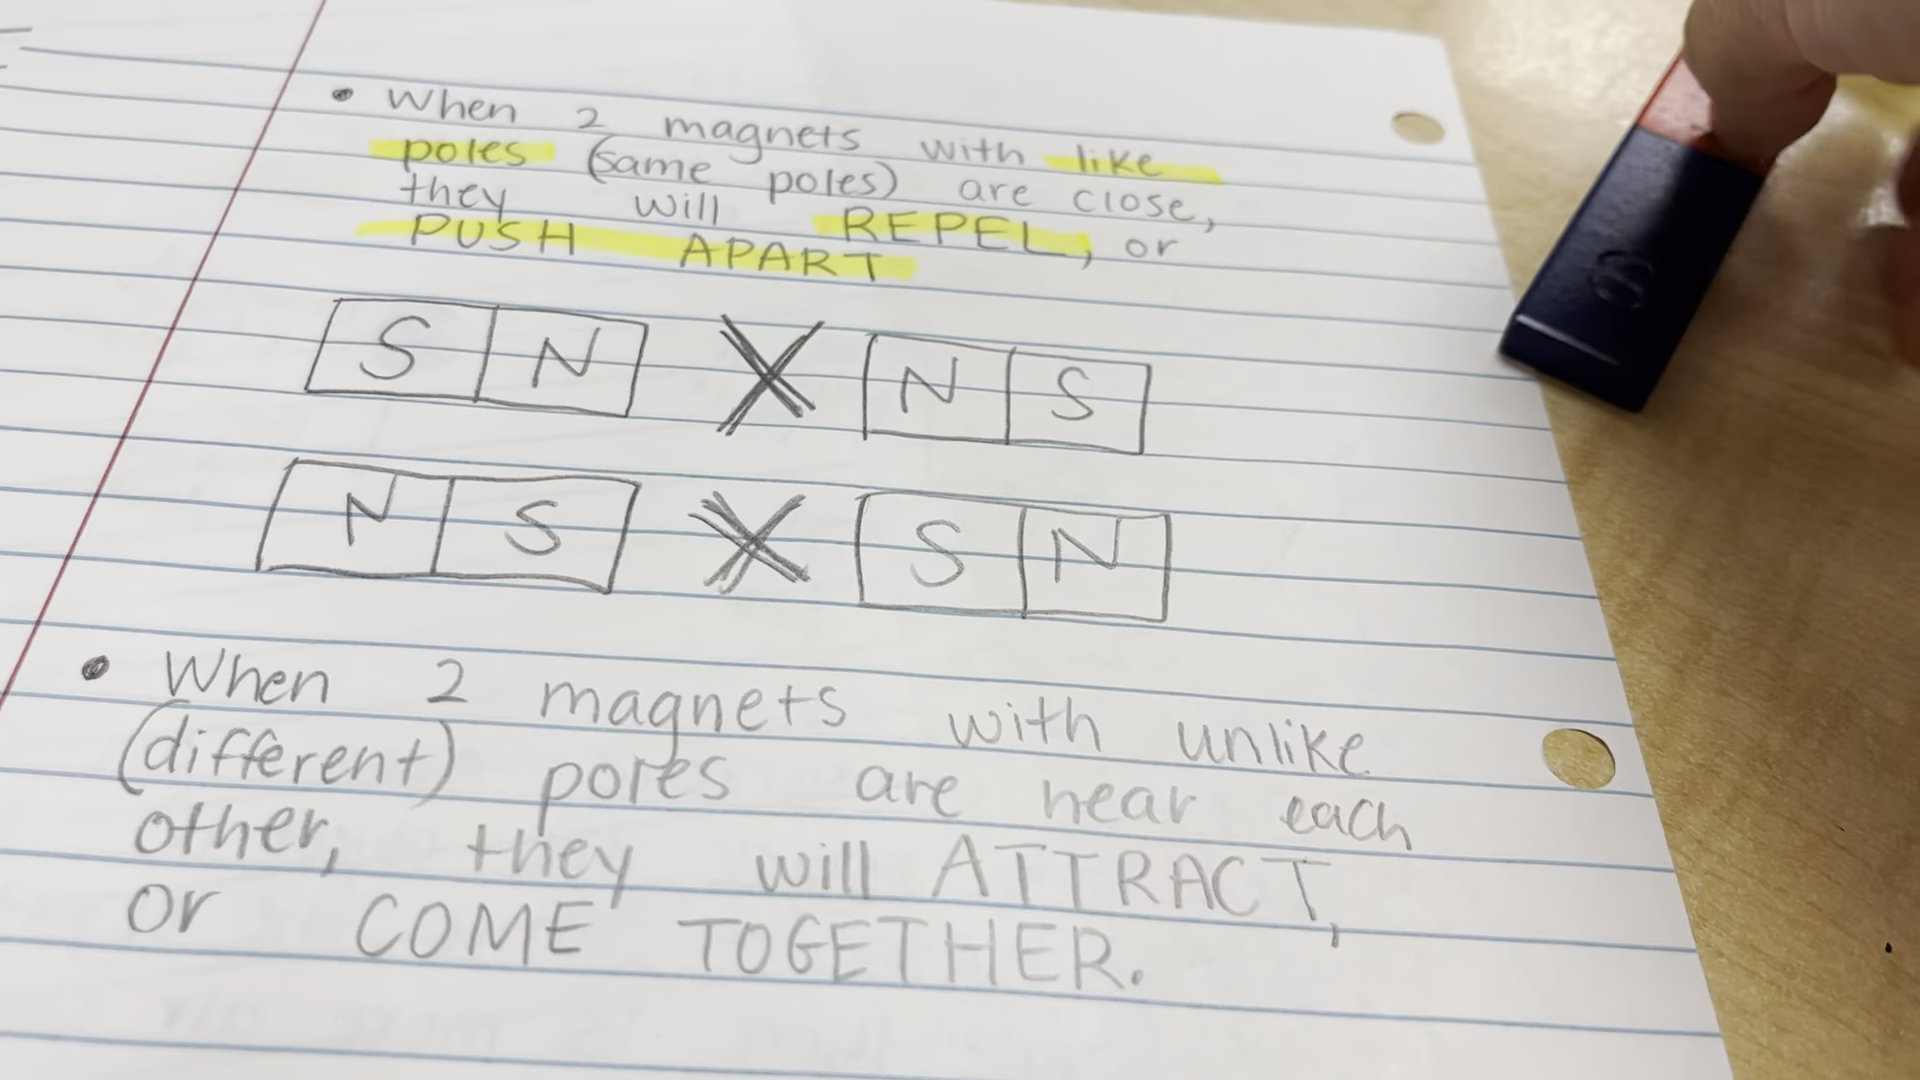 • When 2 magnets with like
poles (same poles) are close,
they will REPEL, or
PUSH APART
S N X N S
N S X S N
• When 2 magnets with unlike
(different) poles are near each
other, they will ATTRACT,
or COME TOGETHER.